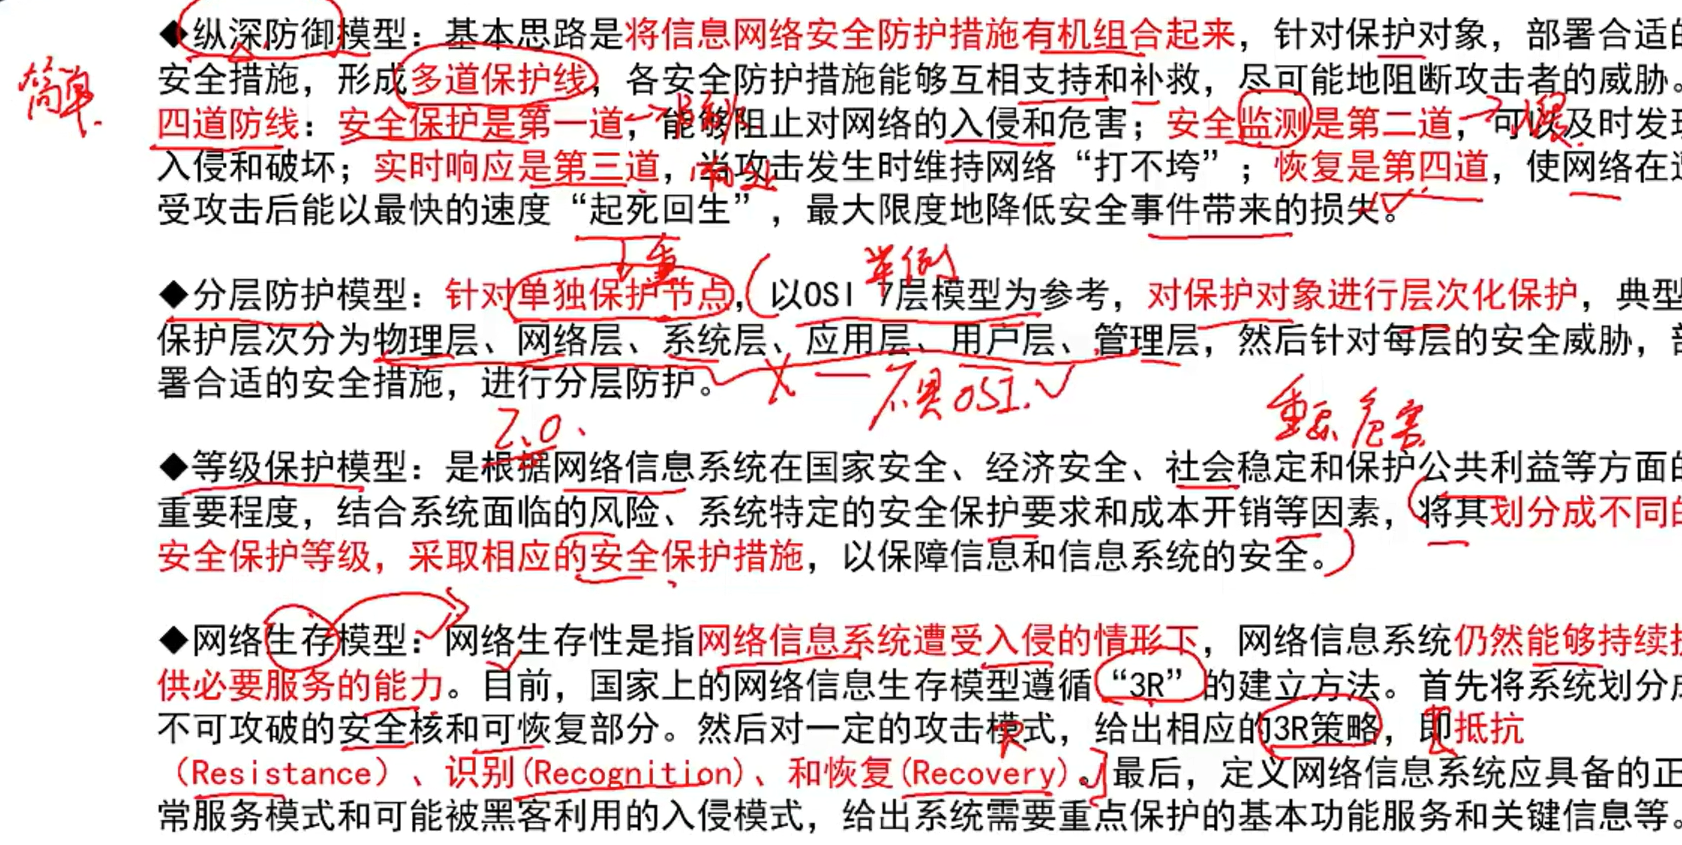 ◆纵深防御模型：基本思路是将信息网络安全防护措施有机组合起来，针对保护对象，部署合适
简单
安全措施，形成多道保护线，各安全防护措施能够互相支持和补救，尽可能地阻断攻击者的威胁。
四道防线：安全保护是第一道，能够阻止对网络的入侵和危害；安全监测是第二道，可以及时发现
入侵和破坏；实时响应是第三道，当攻击发生时维持网络“打不垮”；恢复是第四道，使网络在
受攻击后能以最快的速度“起死回生”，最大限度地降低安全事件带来的损失。
举例
◆分层防护模型：针对单独保护节点，以OSI 7层模型为参考，对保护对象进行层次化保护，典型
保护层次分为物理层、网络层、系统层、应用层、用户层、管理层，然后针对每层的安全威胁，
署合适的安全措施，进行分层防护。
OSI
2.0、
重要 危害
◆等级保护模型：是根据网络信息系统在国家安全、经济安全、社会稳定和保护公共利益等方面
重要程度，结合系统面临的风险、系统特定的安全保护要求和成本开销等因素，将其划分成不同
安全保护等级，采取相应的安全保护措施，以保障信息和信息系统的安全。
◆网络生存模型：网络生存性是指网络信息系统遭受入侵的情形下，网络信息系统仍然能够持续
供必要服务的能力。目前，国家上的网络信息生存模型遵循“3R”的建立方法。首先将系统划分
不可攻破的安全核和可恢复部分。然后对一定的攻击模式，给出相应的3R策略，即抵抗
（Resistance）、识别(Recognition)、和恢复(Recovery)。最后，定义网络信息系统应具备的正
常服务模式和可能被黑客利用的入侵模式，给出系统需要重点保护的基本功能服务和关键信息等。